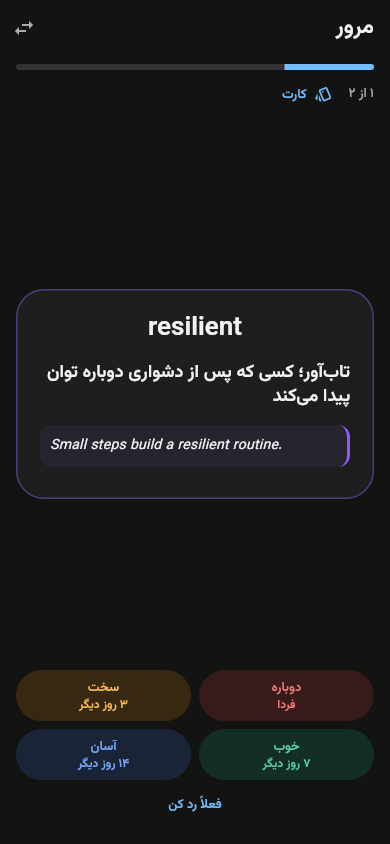 مرور
۱ از ۲
کارت
resilient
تاب‌آور؛ کسی که پس از دشواری دوباره توان
پیدا می‌کند
Small steps build a resilient routine.
دوباره
فردا
سخت
۳ روز دیگر
خوب
۷ روز دیگر
آسان
۱۴ روز دیگر
فعلاً رد کن